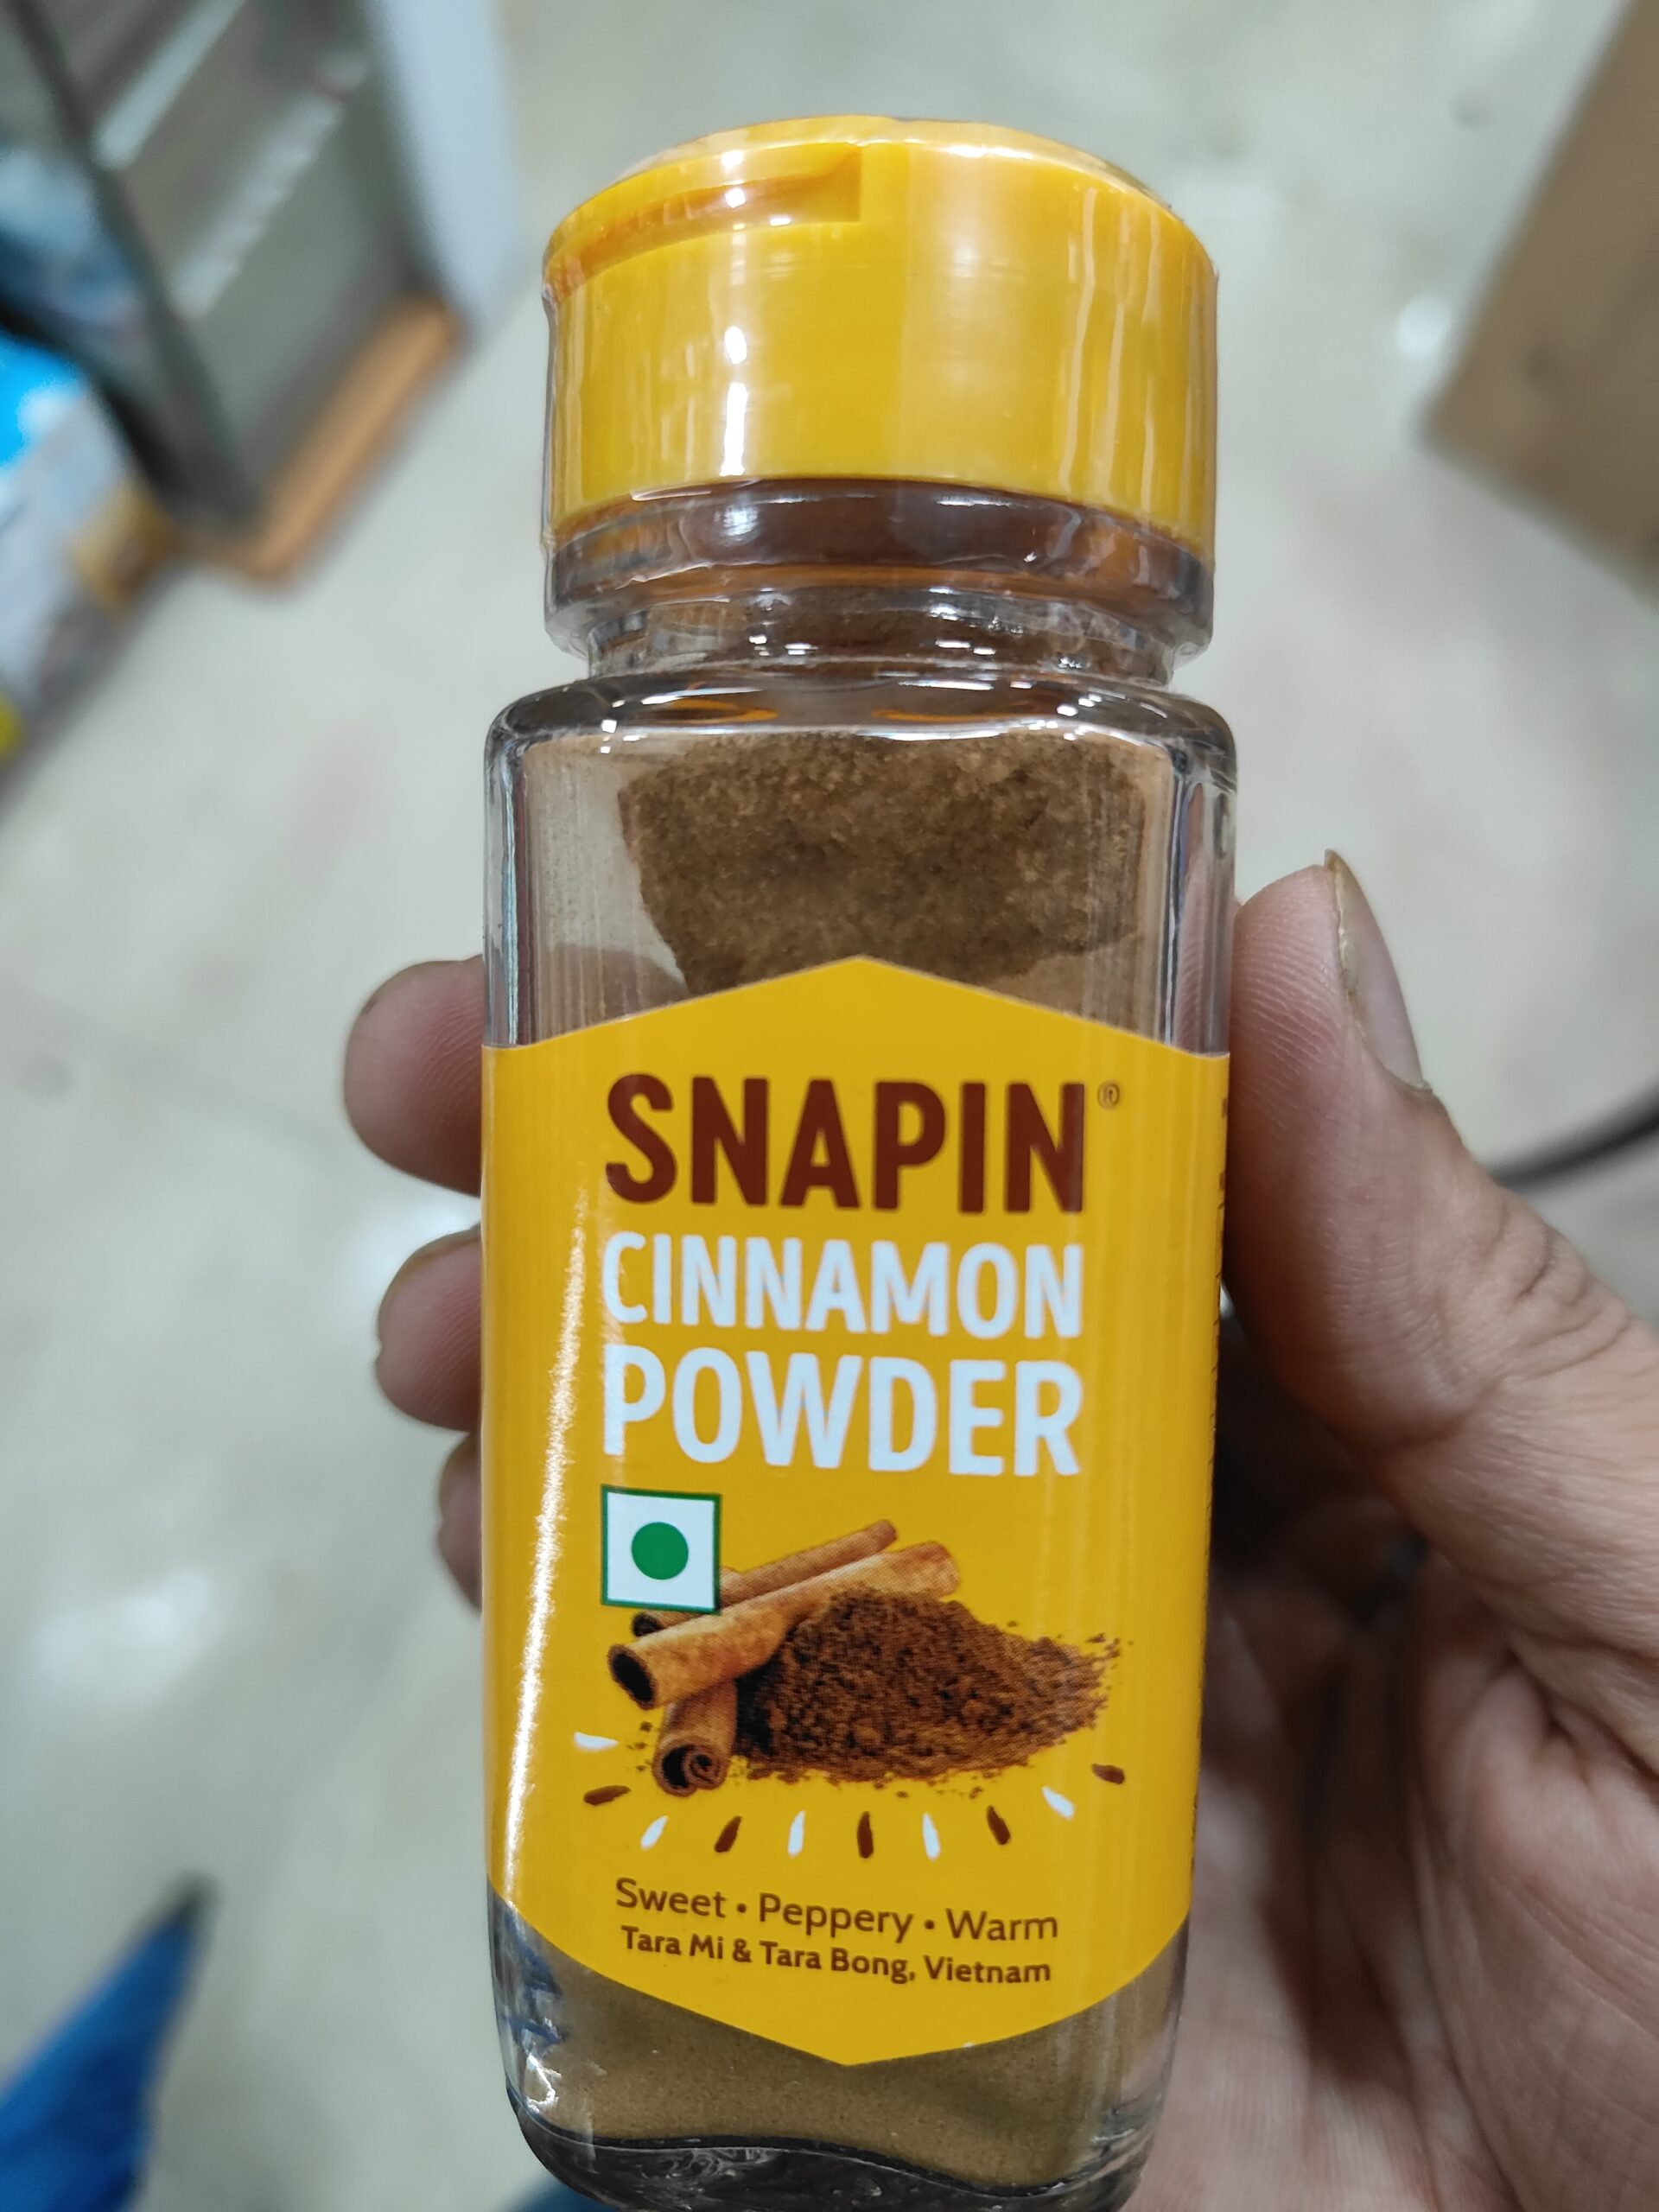 SNAPIN®
CINNAMON
POWDER
Sweet • Peppery • Warm
Tara Mi & Tara Bong, Vietnam